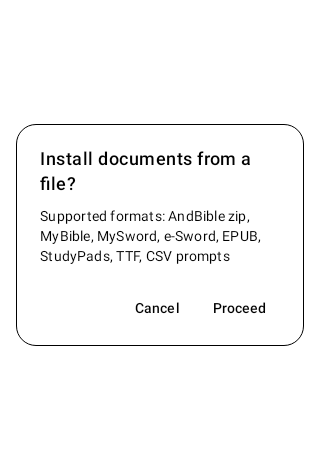 Install documents from a
file?
Supported formats: AndBible zip,
MyBible, MySword, e-Sword, EPUB,
StudyPads, TTF, CSV prompts
Cancel
Proceed